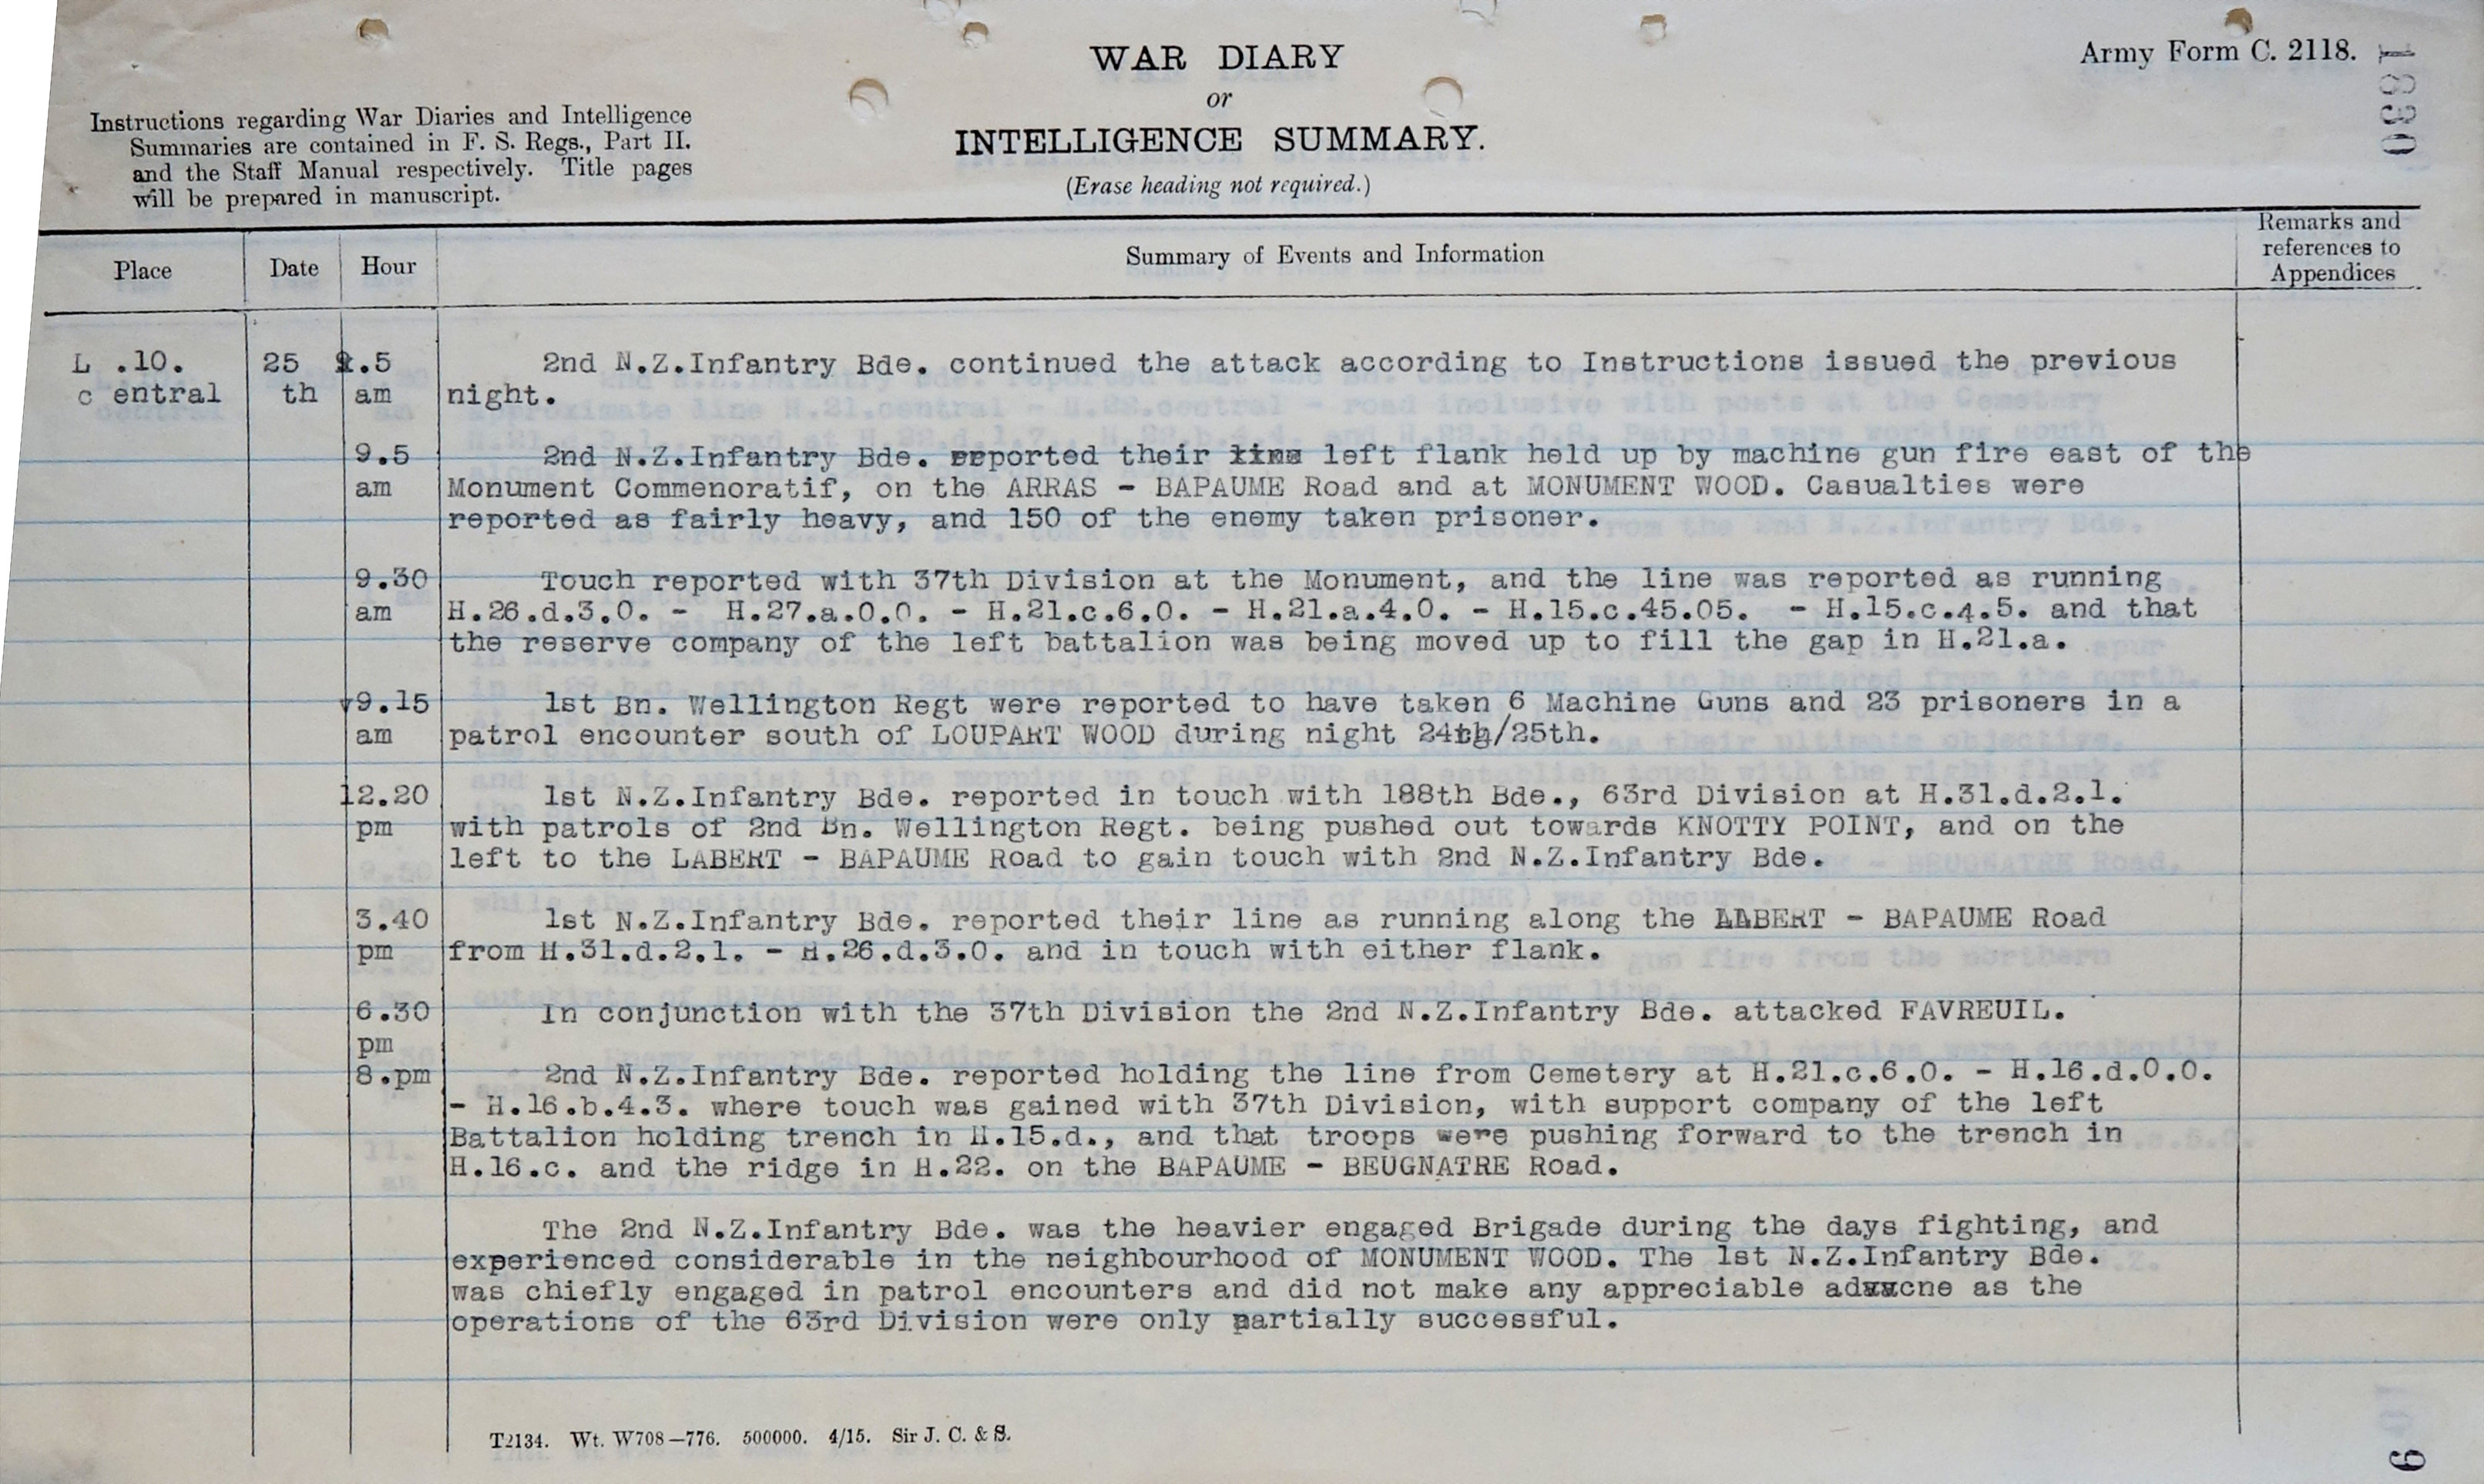 WAR DIARY
or
INTELLIGENCE SUMMARY.
(Erase heading not required.)
Army Form C. 2118.
1830
Instructions regarding War Diaries and Intelligence
Summaries are contained in F. S. Regs., Part II.
and the Staff Manual respectively. Title pages
will be prepared in manuscript.
Place Date Hour Summary of Events and Information Remarks and
references to
Appendices
L .10. 25 .5 2nd N.Z.Infantry Bde. continued the attack according to Instructions issued the previous
c entral th am night.
9.5 2nd N.Z.Infantry Bde. reported their left flank held up by machine gun fire east of the
am Monument Commenoratif, on the ARRAS - BAPAUME Road and at MONUMENT WOOD. Casualties were
reported as fairly heavy, and 150 of the enemy taken prisoner.
9.30 Touch reported with 37th Division at the Monument, and the line was reported as running
am H.26.d.3.0. - H.27.a.0.0. - H.21.c.6.0. - H.21.a.4.0. - H.15.c.45.05. - H.15.c.4.5. and that
the reserve company of the left battalion was being moved up to fill the gap in H.21.a.
9.15 1st Bn. Wellington Regt were reported to have taken 6 Machine Guns and 23 prisoners in a
am patrol encounter south of LOUPART WOOD during night 24th/25th.
12.20 1st N.Z.Infantry Bde. reported in touch with 188th Bde., 63rd Division at H.31.d.2.1.
pm with patrols of 2nd Bn. Wellington Regt. being pushed out towards KNOTTY POINT, and on the
left to the LABERT - BAPAUME Road to gain touch with 2nd N.Z.Infantry Bde.
3.40 1st N.Z.Infantry Bde. reported their line as running along the ALBERT - BAPAUME Road
pm from H.31.d.2.1. - H.26.d.3.0. and in touch with either flank.
6.30 In conjunction with the 37th Division the 2nd N.Z.Infantry Bde. attacked FAVREUIL.
pm
8.pm 2nd N.Z.Infantry Bde. reported holding the line from Cemetery at H.21.c.6.0. - H.16.d.0.0.
- H.16.b.4.3. where touch was gained with 37th Division, with support company of the left
Battalion holding trench in H.15.d., and that troops were pushing forward to the trench in
H.16.c. and the ridge in H.22. on the BAPAUME - BEUGNATRE Road.
The 2nd N.Z.Infantry Bde. was the heavier engaged Brigade during the days fighting, and
experienced considerable in the neighbourhood of MONUMENT WOOD. The 1st N.Z.Infantry Bde.
was chiefly engaged in patrol encounters and did not make any appreciable adxxcne as the
operations of the 63rd Division were only partially successful.
T2134. Wt. W708—776. 500000. 4/15. Sir J. C. & S.
6